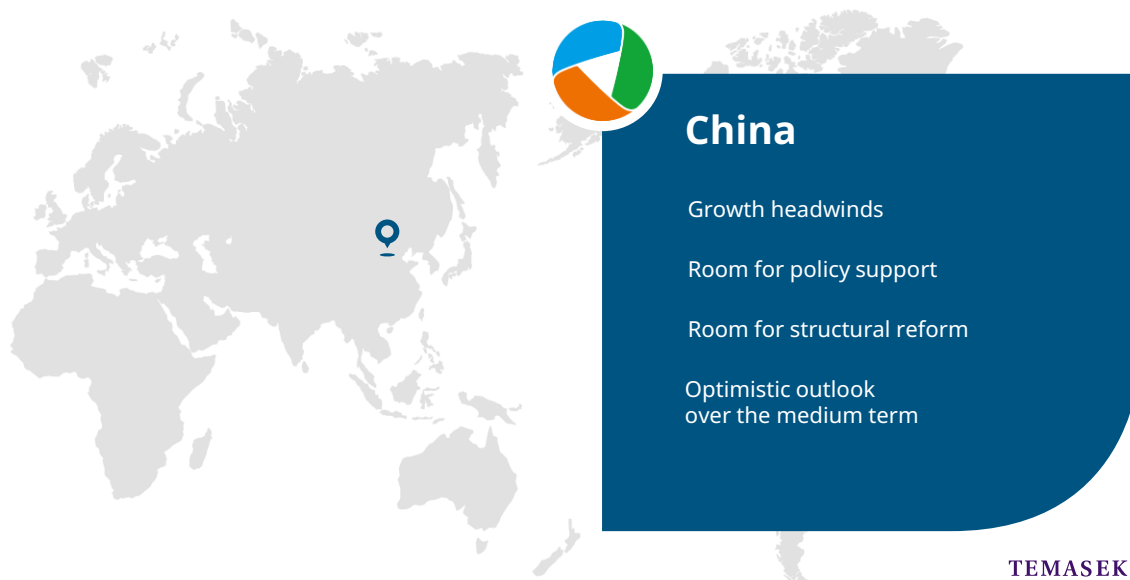 China
Growth headwinds
Room for policy support
Room for structural reform
Optimistic outlook
over the medium term
TEMASEK